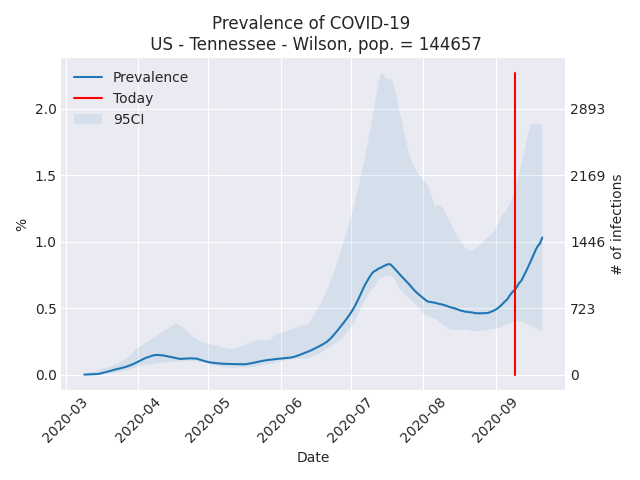 Prevalence of COVID-19
US - Tennessee - Wilson, pop. = 144657
Prevalence
Today
95CI
%
2.0
1.5
1.0
0.5
0.0
2893
2169
1446
723
0
# of infections
2020-03
2020-04
2020-05
2020-06
2020-07
2020-08
2020-09
Date